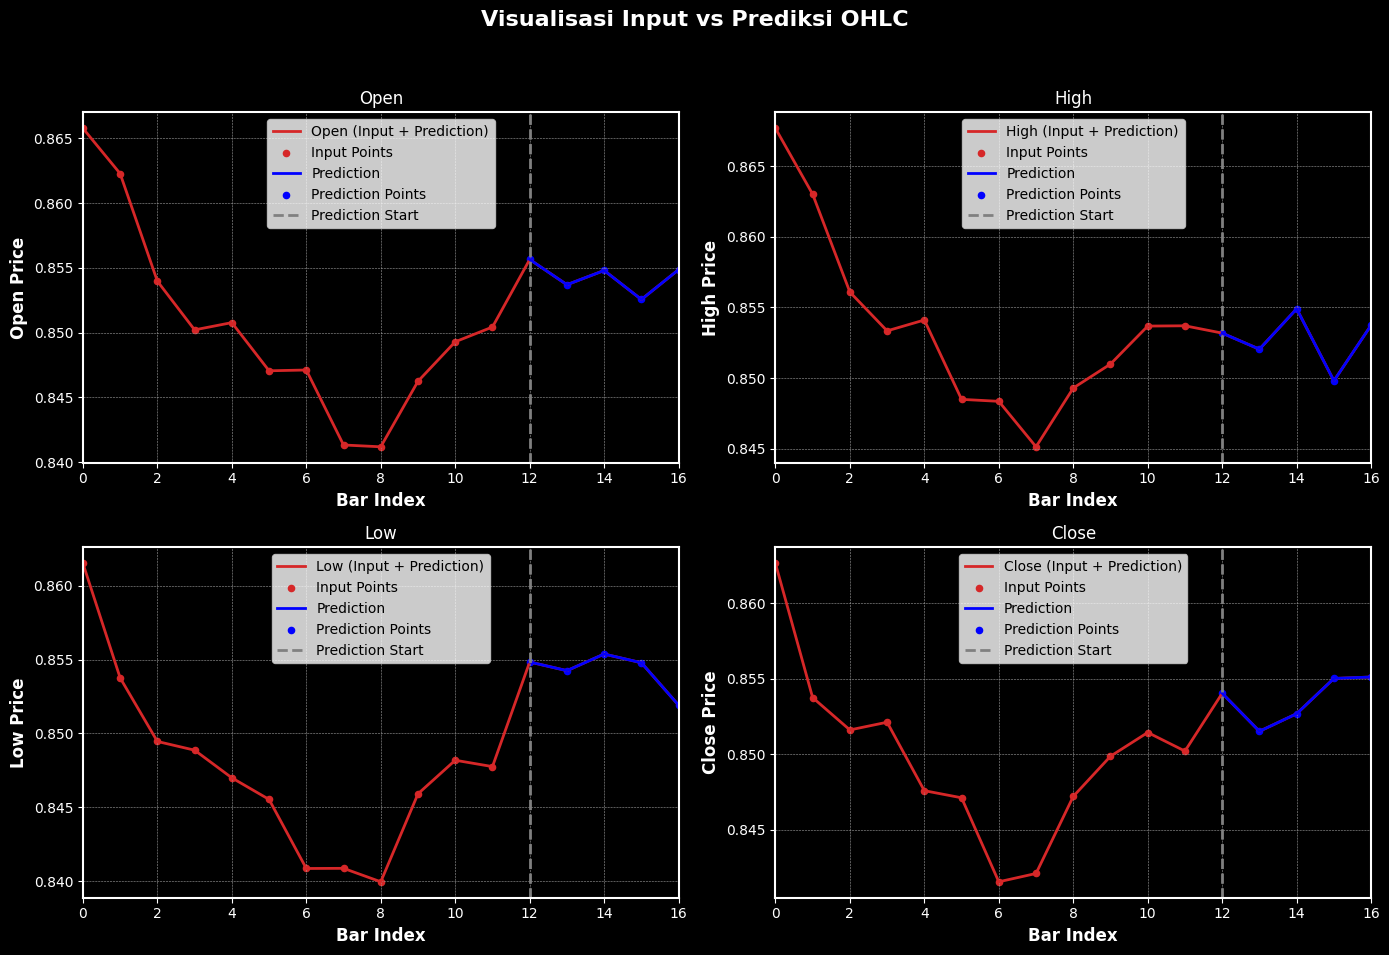 Visualisasi Input vs Prediksi OHLC
Open
Open Price
0.865
0.860
0.855
0.850
0.845
0.840
Open (Input + Prediction)
Input Points
Prediction
Prediction Points
Prediction Start
0 2 4 6 8 10 12 14 16
Bar Index
High
High Price
0.865
0.860
0.855
0.850
0.845
High (Input + Prediction)
Input Points
Prediction
Prediction Points
Prediction Start
0 2 4 6 8 10 12 14 16
Bar Index
Low
Low Price
0.860
0.855
0.850
0.845
0.840
Low (Input + Prediction)
Input Points
Prediction
Prediction Points
Prediction Start
0 2 4 6 8 10 12 14 16
Bar Index
Close
Close Price
0.860
0.855
0.850
0.845
Close (Input + Prediction)
Input Points
Prediction
Prediction Points
Prediction Start
0 2 4 6 8 10 12 14 16
Bar Index